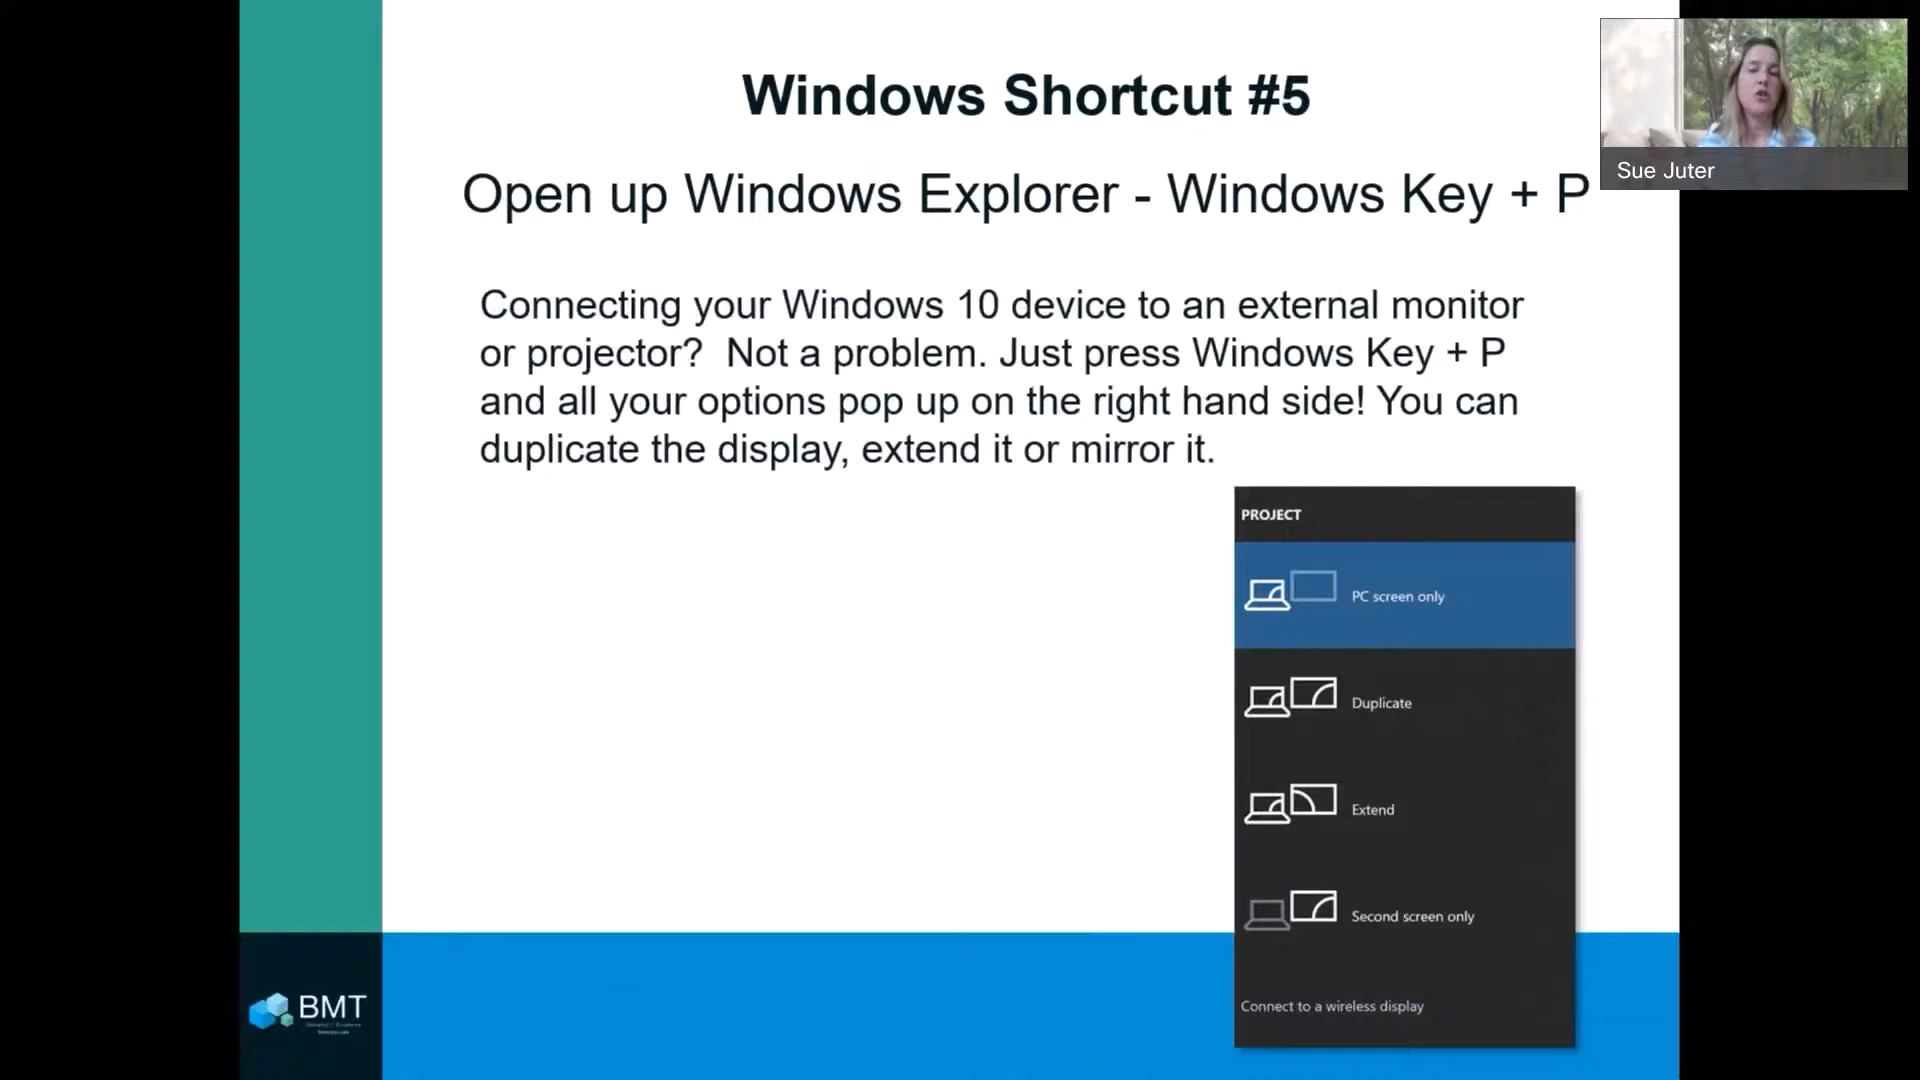 Windows Shortcut #5
Sue Juter
Open up Windows Explorer - Windows Key + P
Connecting your Windows 10 device to an external monitor
or projector?  Not a problem. Just press Windows Key + P
and all your options pop up on the right hand side! You can
duplicate the display, extend it or mirror it.
PROJECT
PC screen only
Duplicate
Extend
Second screen only
Connect to a wireless display
BMT